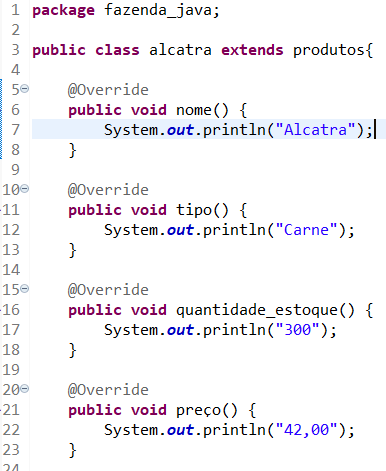 1 package fazenda_java;
2
3 public class alcatra extends produtos{
4
5 @Override
6 public void nome() {
7 System.out.println("Alcatra");
8 }
9
10 @Override
11 public void tipo() {
12 System.out.println("Carne");
13 }
14
15 @Override
16 public void quantidade_estoque() {
17 System.out.println("300");
18 }
19
20 @Override
21 public void preço() {
22 System.out.println("42,00");
23 }
24